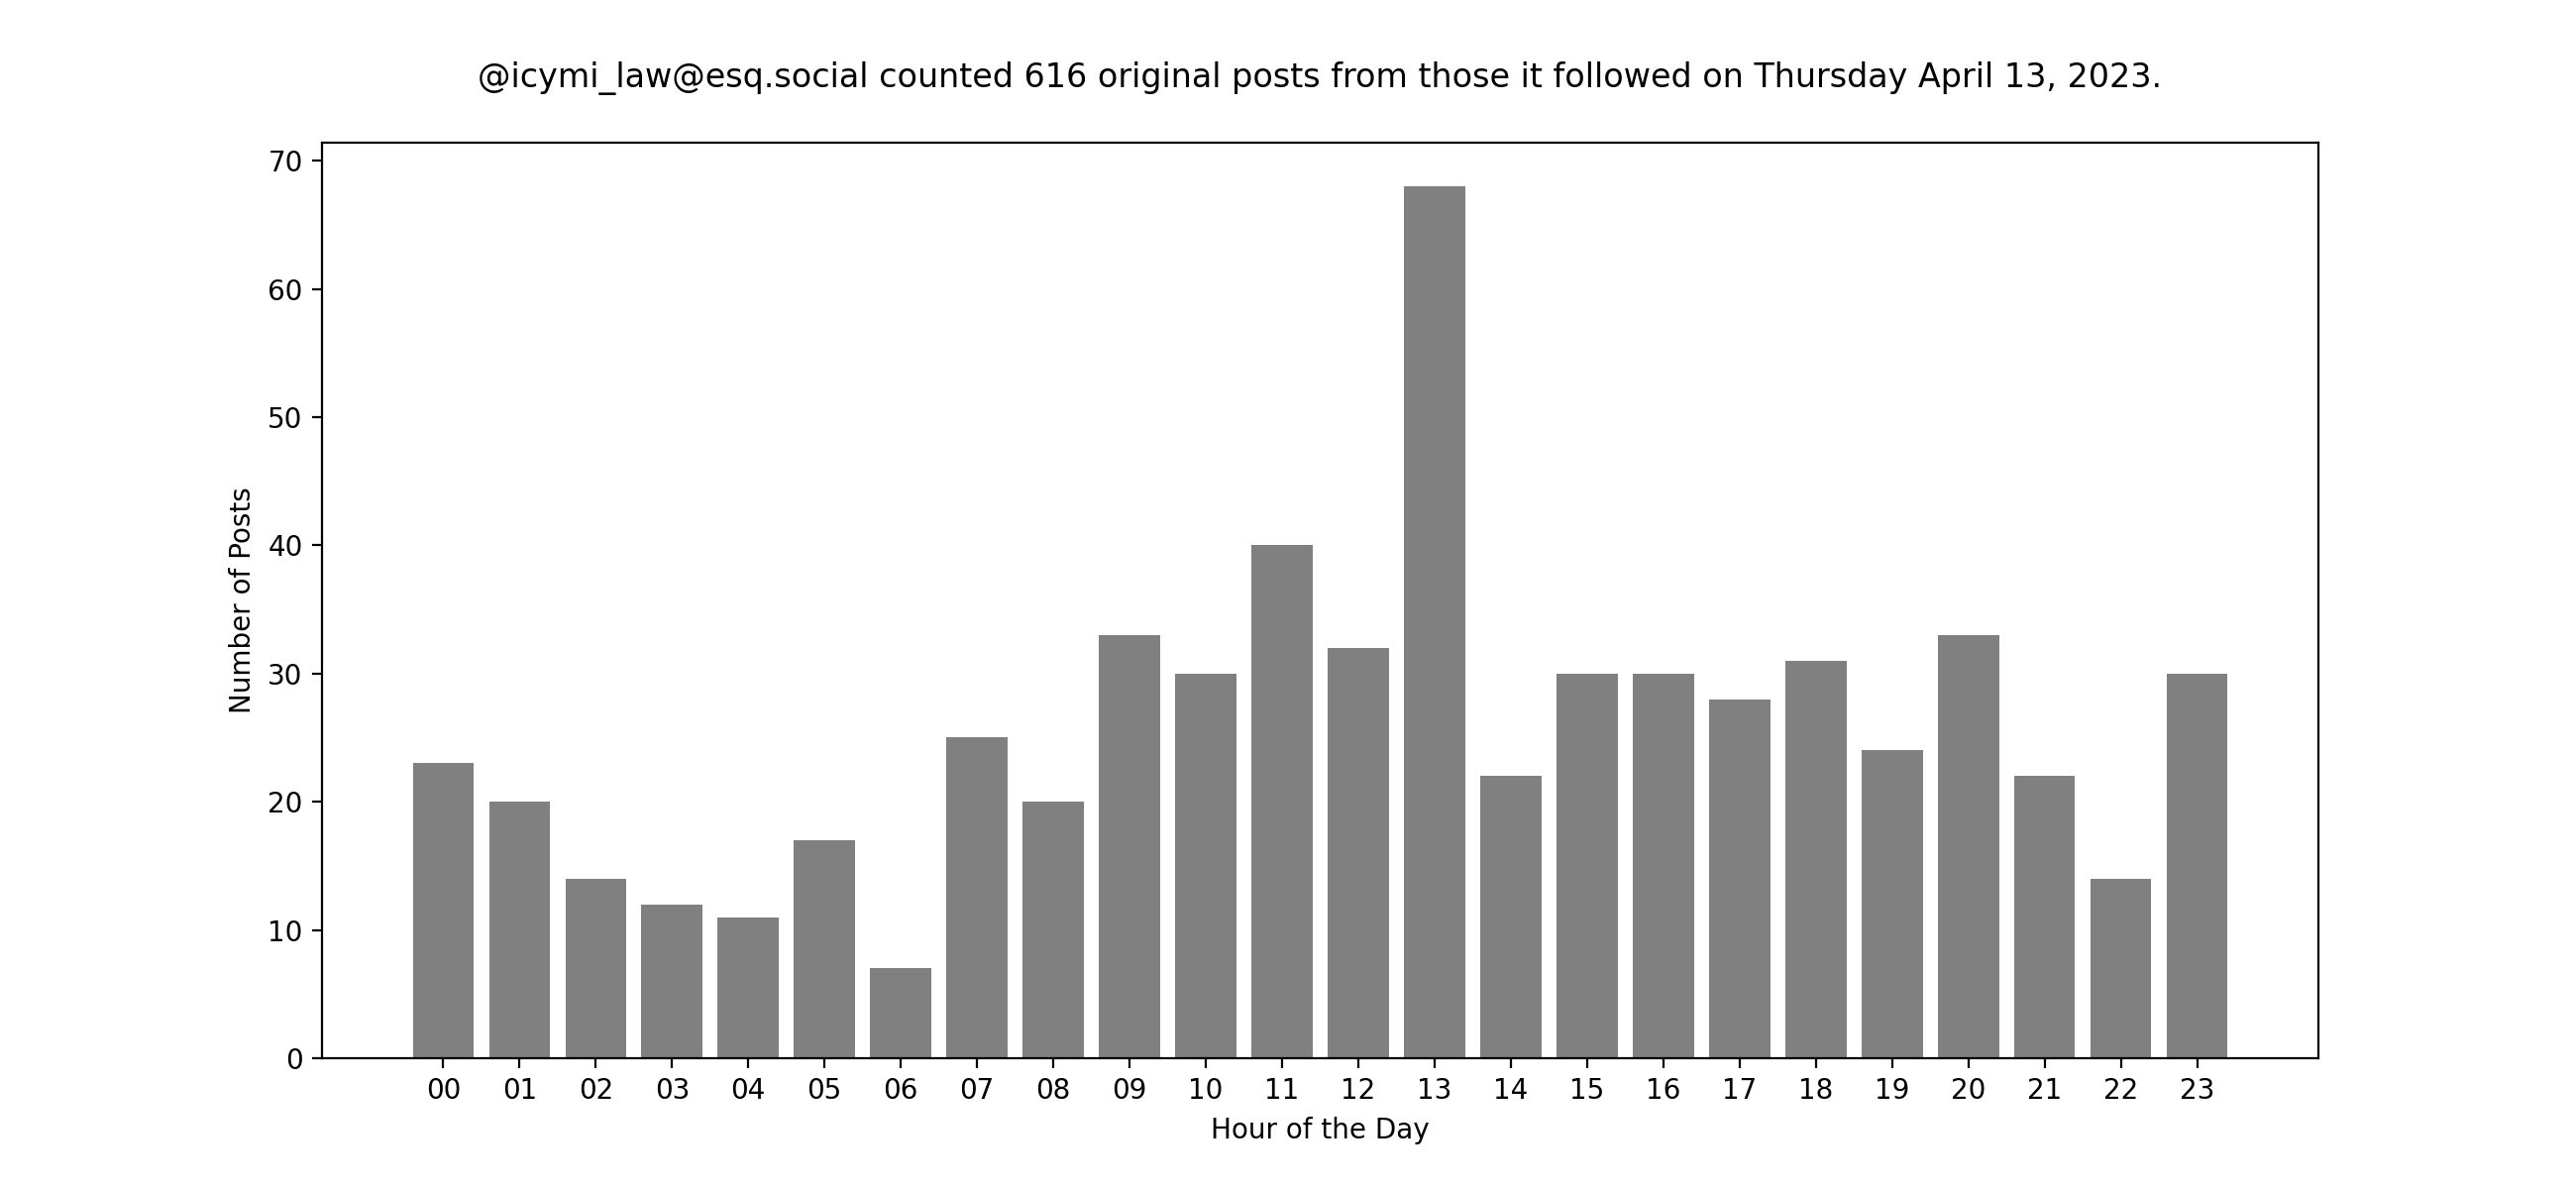 @icymi_law@esq.social counted 616 original posts from those it followed on Thursday April 13, 2023.
70
60
50
40
30
20
10
0
Number of Posts
00 01 02 03 04 05 06 07 08 09 10 11 12 13 14 15 16 17 18 19 20 21 22 23
Hour of the Day